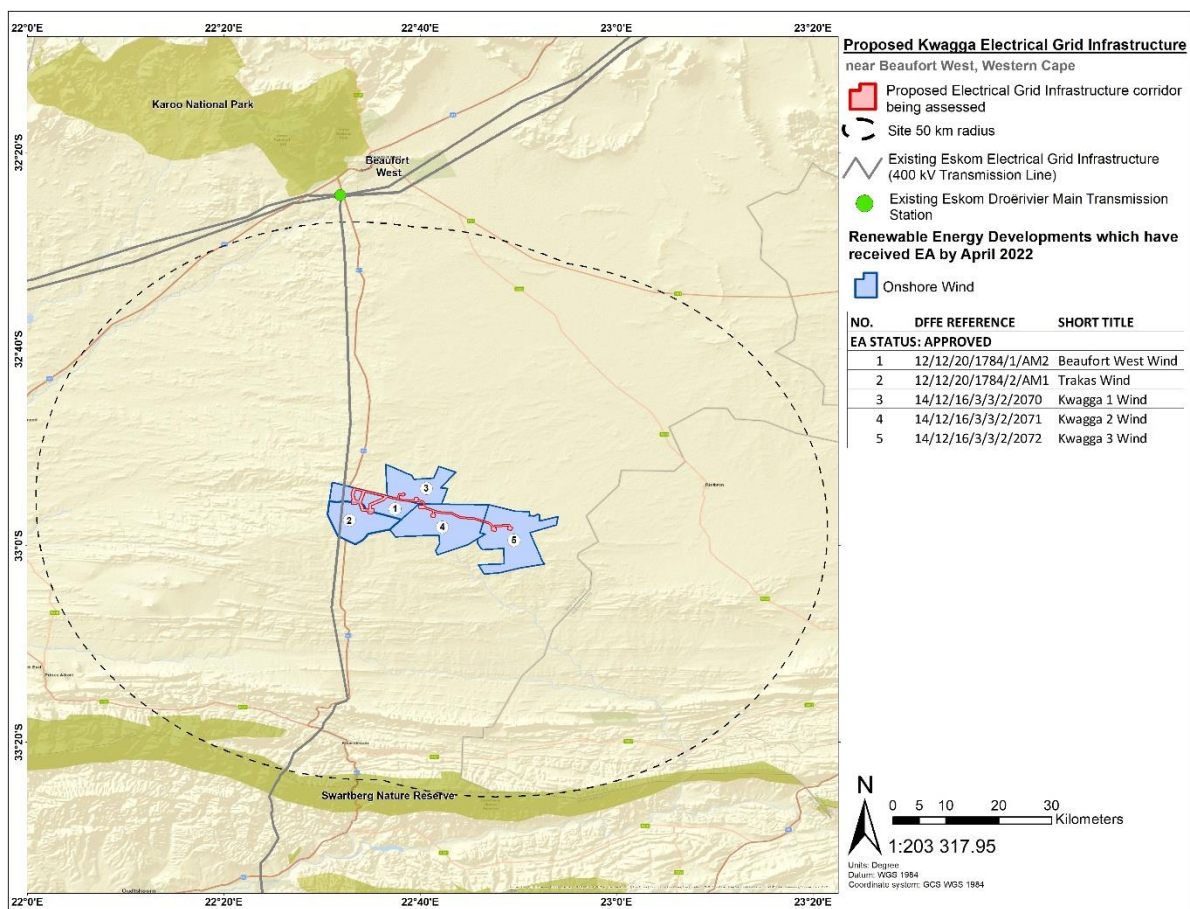 22°0'E
22°20'E
22°40'E
23°0'E
23°20'E
32°20'S
32°40'S
33°0'S
33°20'S
Karoo National Park
Beaufort
West
1
2
3
4
5
Swartberg Nature Reserve
Oudtshoorn
22°0'E
22°20'E
22°40'E
23°0'E
23°20'E
Proposed Kwagga Electrical Grid Infrastructure
near Beaufort West, Western Cape
Proposed Electrical Grid Infrastructure corridor
being assessed
Site 50 km radius
Existing Eskom Electrical Grid Infrastructure
(400 kV Transmission Line)
Existing Eskom Droërivier Main Transmission
Station
Renewable Energy Developments which have
received EA by April 2022
Onshore Wind
NO. DFFE REFERENCE SHORT TITLE
EA STATUS: APPROVED
1 12/12/20/1784/1/AM2 Beaufort West Wind
2 12/12/20/1784/2/AM1 Trakas Wind
3 14/12/16/3/3/2/2070 Kwagga 1 Wind
4 14/12/16/3/3/2/2071 Kwagga 2 Wind
5 14/12/16/3/3/2/2072 Kwagga 3 Wind
N
0 5 10 20 30
Kilometers
1:203 317.95
Units: Degree
Datum: WGS 1984
Coordinate system: GCS WGS 1984